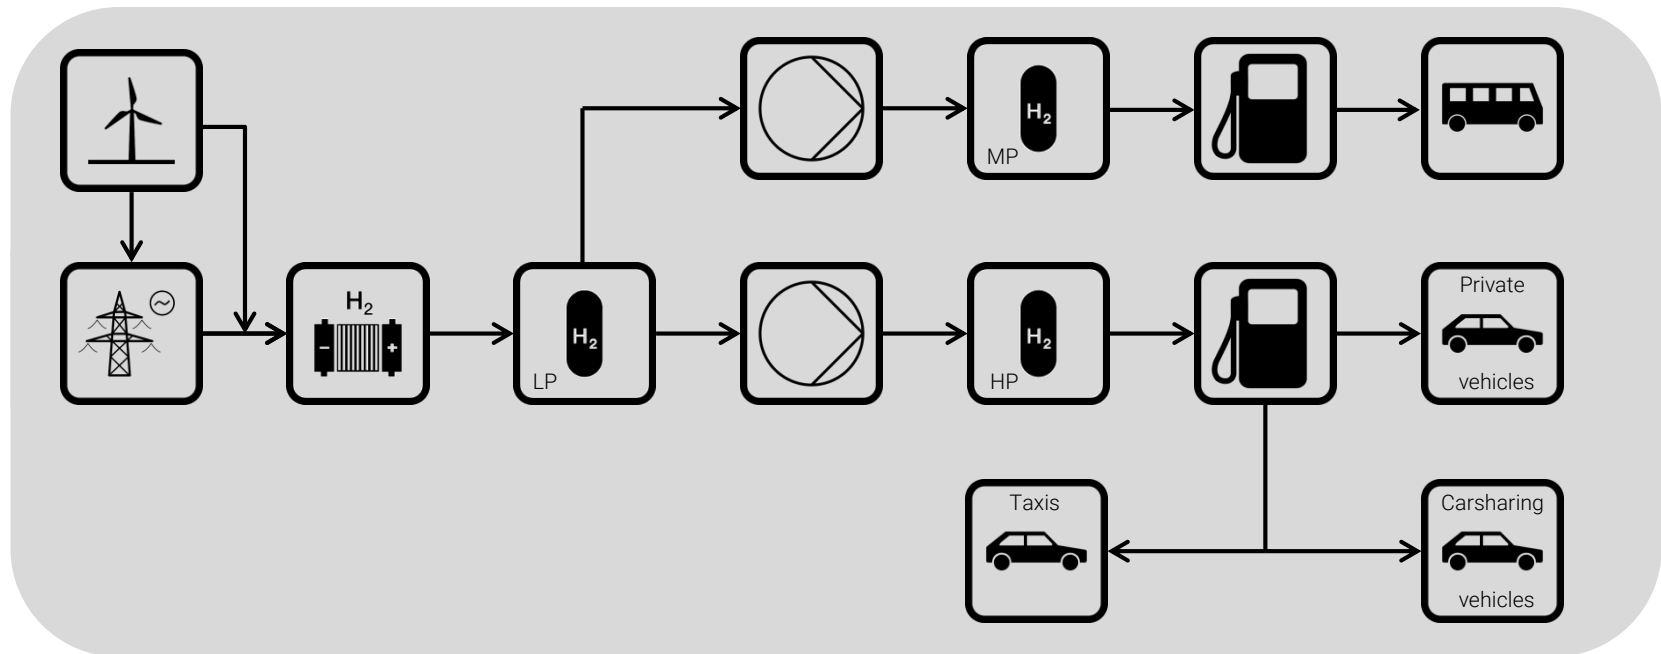 H₂
MP
H₂
H₂
LP
H₂
HP
Private
vehicles
Taxis
Carsharing
vehicles